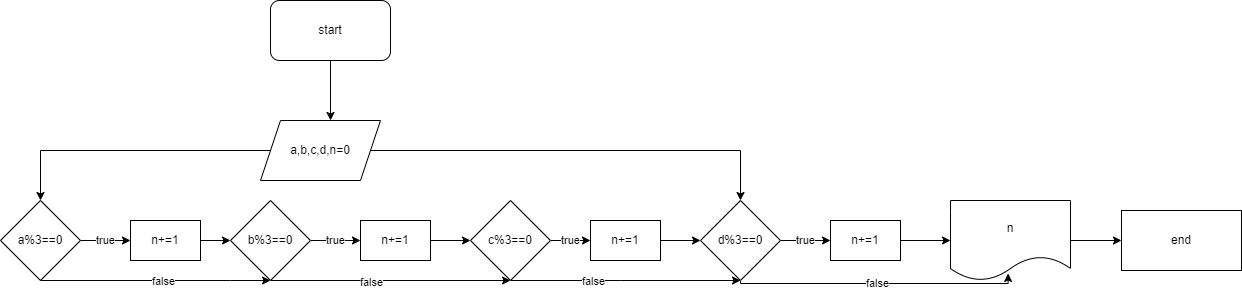 start
a,b,c,d,n=0
a%3==0
true
n+=1
b%3==0
true
n+=1
c%3==0
true
n+=1
d%3==0
true
n+=1
n
end
false
false
false
false